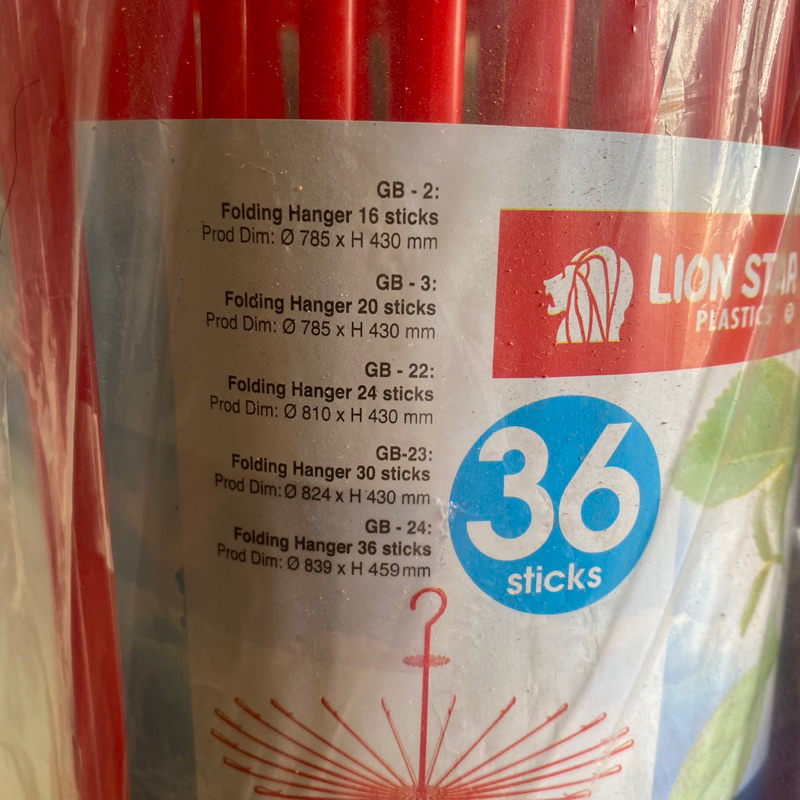 GB - 2:
Folding Hanger 16 sticks
Prod Dim: Ø 785 x H 430 mm
GB - 3:
Folding Hanger 20 sticks
Prod Dim: Ø 785 x H 430 mm
GB - 22:
Folding Hanger 24 sticks
Prod Dim: Ø 810 x H 430 mm
GB-23:
Folding Hanger 30 sticks
Prod Dim: Ø 824 x H 430 mm
GB - 24:
Folding Hanger 36 sticks
Prod Dim: Ø 839 x H 459 mm
LION STAR
PLASTICS
36
sticks